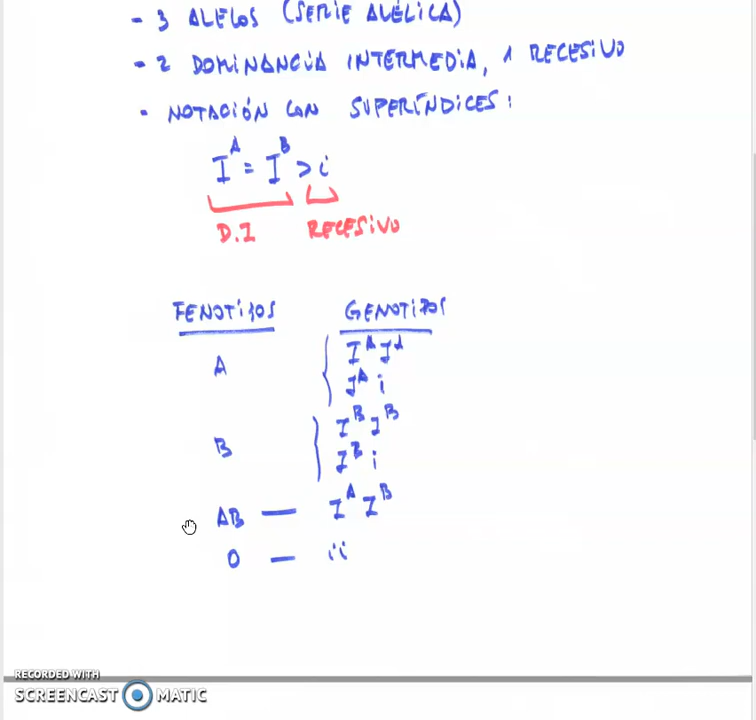 - 3 ALELOS (SERIE ALÉLICA)
- 2 DOMINANCIA INTERMEDIA, 1 RECESIVO
- NOTACIÓN CON SUPERÍNDICES:
I^A = I^B > i
D.I RECESIVO
FENOTIPOS GENOTIPOS
A { I^A I^A
I^A i
B { I^B I^B
I^B i
AB — I^A I^B
O — ii
RECORDED WITH
SCREENCAST MATIC